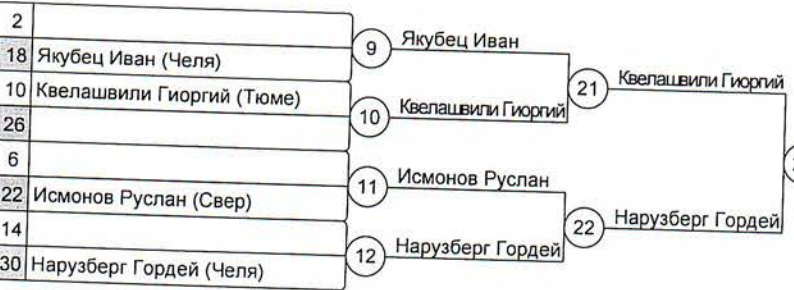 2
18 Якубец Иван (Челя)
10 Квелашвили Гиоргий (Тюме)
26
6
22 Исмонов Руслан (Свер)
14
30 Нарузберг Гордей (Челя)
9 Якубец Иван
10 Квелашвили Гиоргий
11 Исмонов Руслан
12 Нарузберг Гордей
21 Квелашвили Гиоргий
22 Нарузберг Гордей